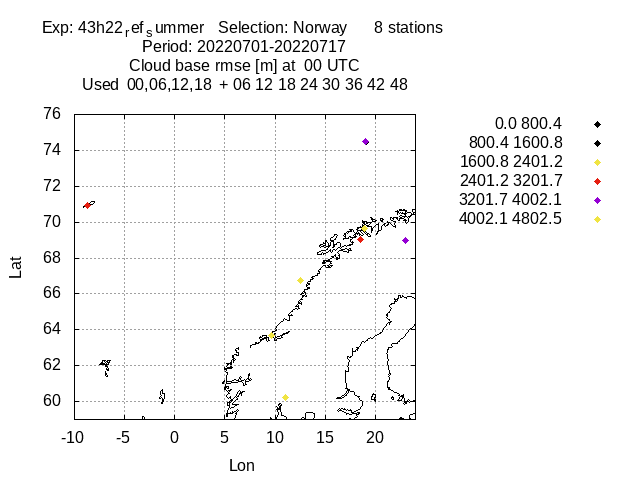 Exp: 43h22refsummer Selection: Norway 8 stations
Period: 20220701-20220717
Cloud base rmse [m] at 00 UTC
Used 00,06,12,18 + 06 12 18 24 30 36 42 48
0.0 800.4
800.4 1600.8
1600.8 2401.2
2401.2 3201.7
3201.7 4002.1
4002.1 4802.5
76
74
72
70
68
66
64
62
60
Lat
-10 -5 0 5 10 15 20
Lon